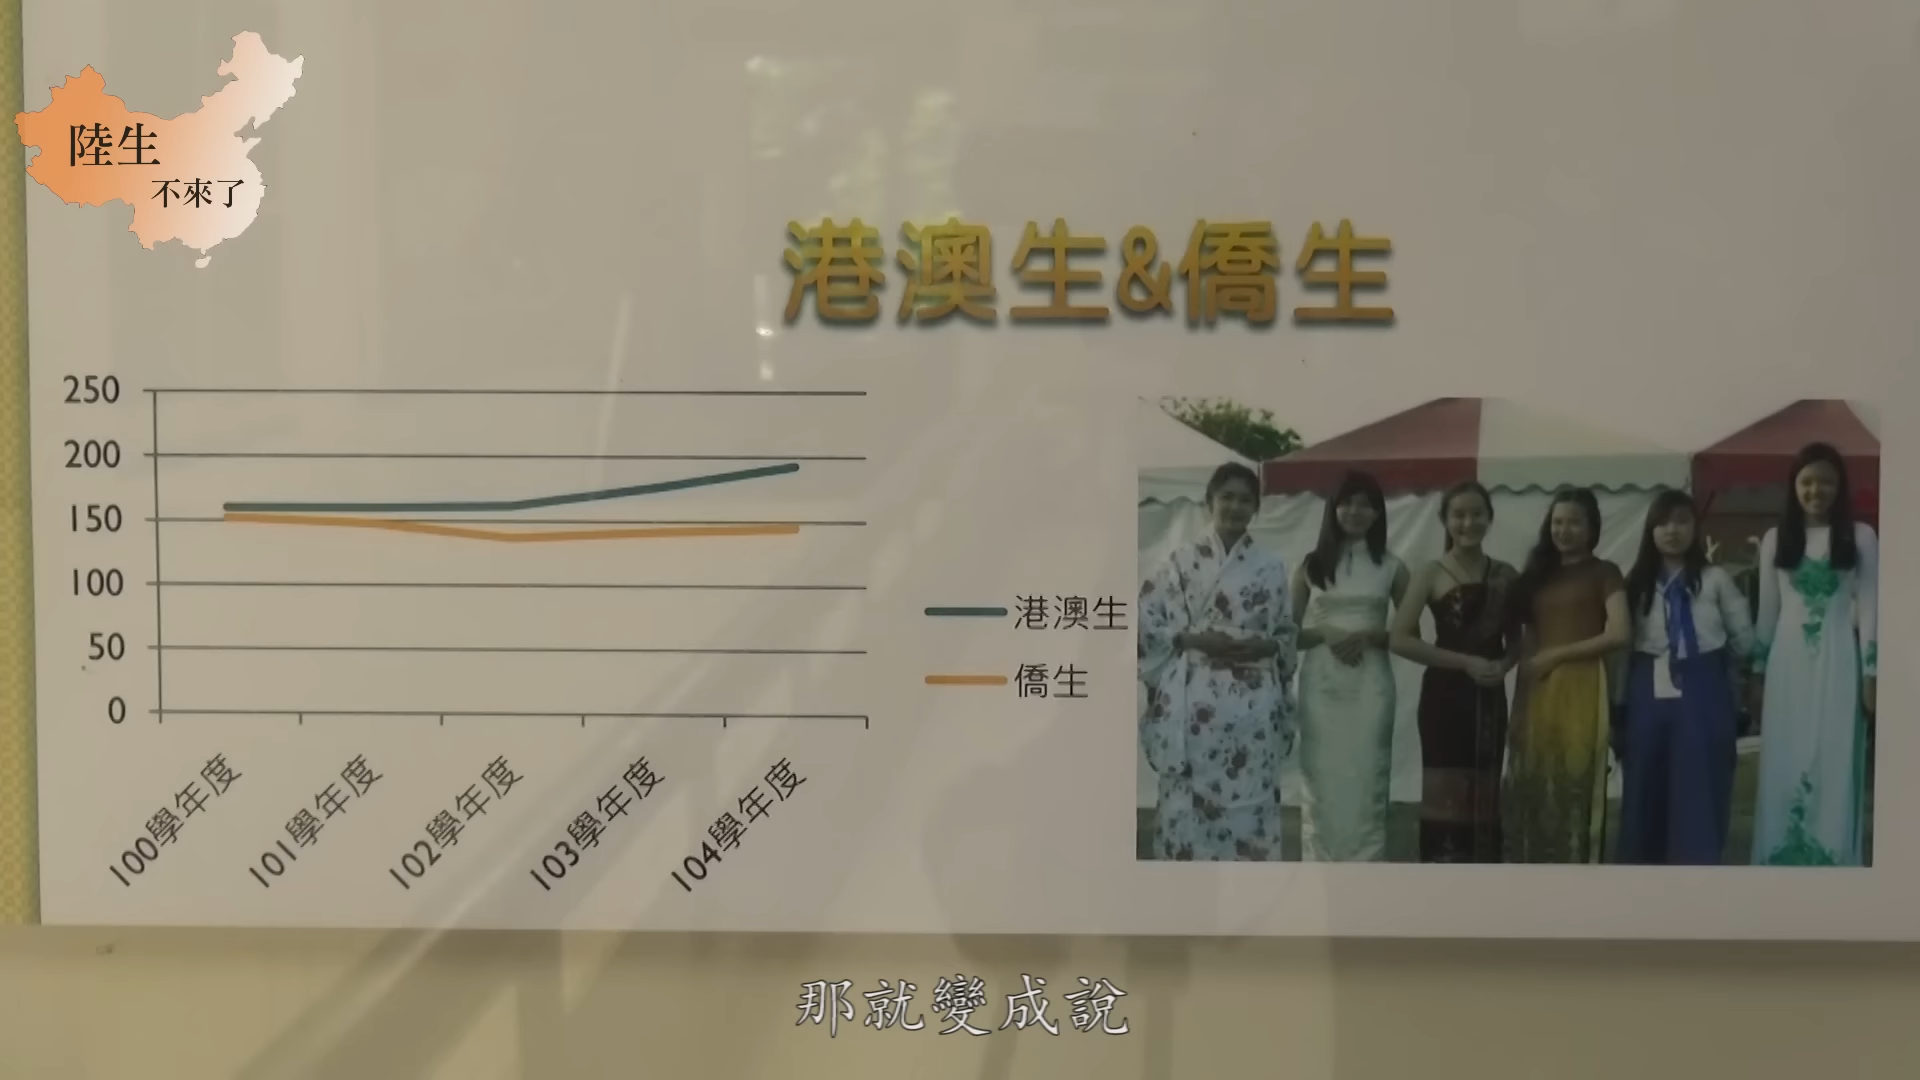 陸生
不來了
港澳生&僑生
250
200
150
100
50
0
100學年度
101學年度
102學年度
103學年度
104學年度
港澳生
僑生
那就變成說